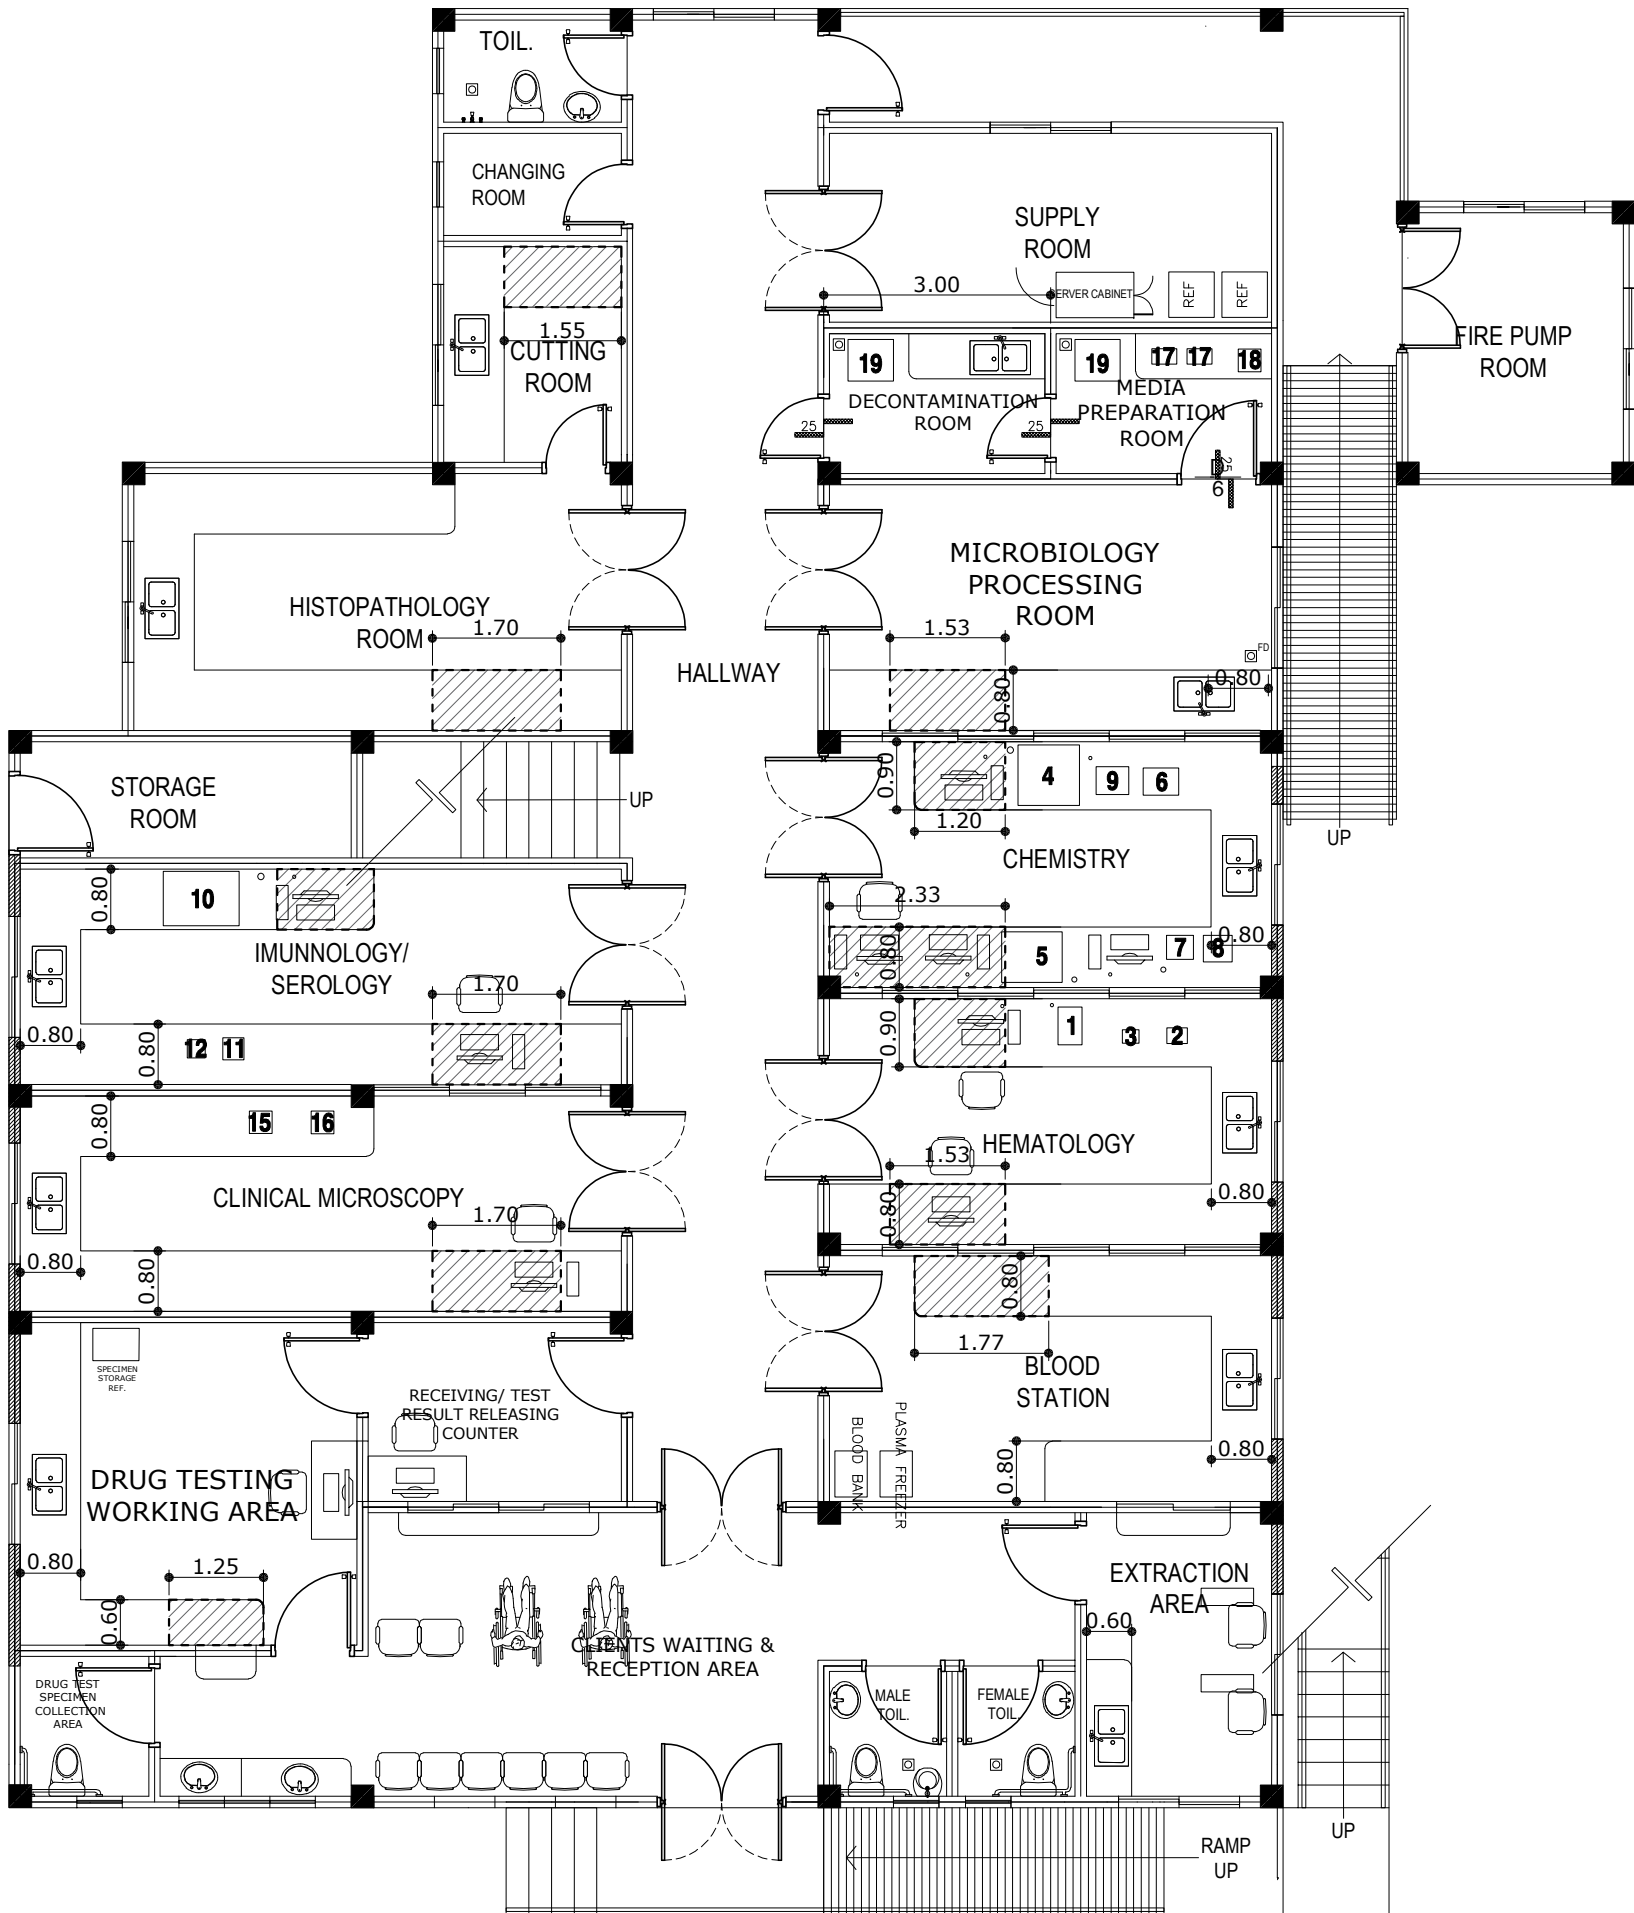 TOIL.
CHANGING
ROOM
SUPPLY
ROOM
3.00
SERVER CABINET
REF
REF
1.55
CUTTING
ROOM
FIRE PUMP
ROOM
19
19
17
17
18
DECONTAMINATION
ROOM
MEDIA
PREPARATION
ROOM
25
25
25
6
MICROBIOLOGY
PROCESSING
ROOM
HISTOPATHOLOGY
ROOM
1.70
1.53
FD
HALLWAY
0.80
0.80
STORAGE
ROOM
UP
0.90
4
9
6
1.20
UP
CHEMISTRY
0.80
10
2.33
IMUNNOLOGY/
SEROLOGY
0.80
5
7
8
0.80
1.70
0.80
0.80
12
11
0.90
1
3
2
0.80
15
16
HEMATOLOGY
1.53
CLINICAL MICROSCOPY
1.70
0.80
0.80
0.80
0.80
0.80
1.77
BLOOD
STATION
SPECIMEN
STORAGE
REF.
RECEIVING/ TEST
RESULT RELEASING
COUNTER
BLOOD BANK
PLASMA FREEZER
0.80
0.80
DRUG TESTING
WORKING AREA
0.80
1.25
0.60
EXTRACTION
AREA
0.60
CLIENTS WAITING &
RECEPTION AREA
DRUG TEST
SPECIMEN
COLLECTION
AREA
MALE
TOIL.
FEMALE
TOIL.
UP
RAMP
UP